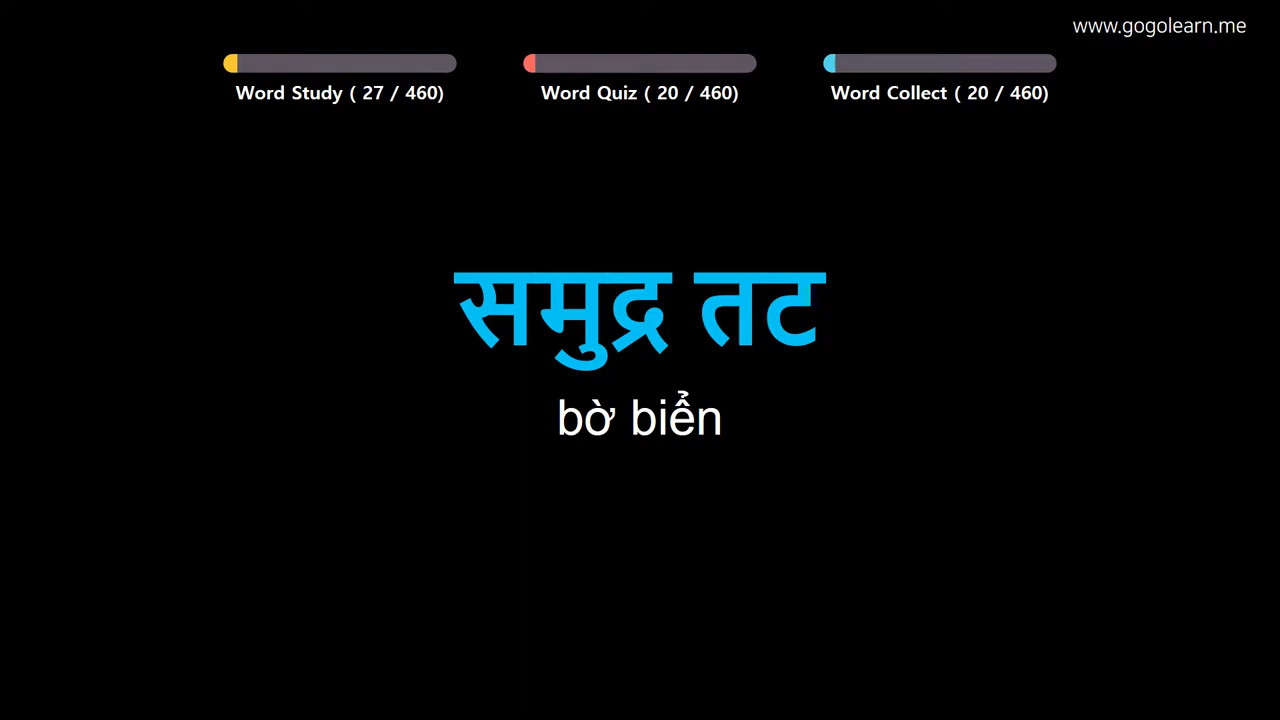 www.gogolearn.me
Word Study ( 27 / 460)
Word Quiz ( 20 / 460)
Word Collect ( 20 / 460)
समुद्र तट
bờ biển